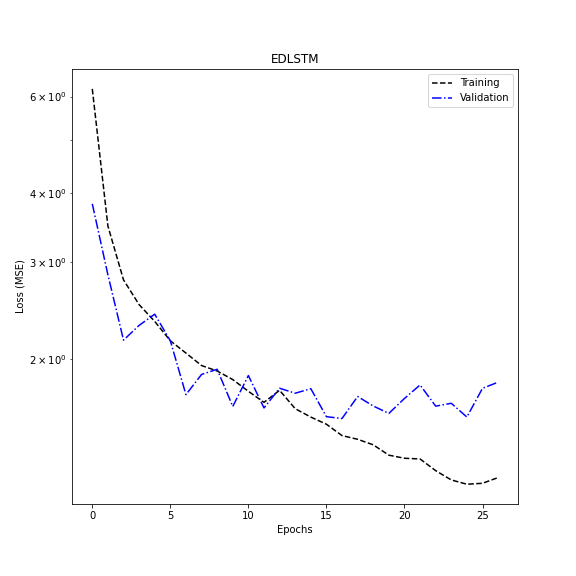 EDLSTM
Training
Validation
6 × 10⁰
4 × 10⁰
3 × 10⁰
2 × 10⁰
Loss (MSE)
0 5 10 15 20 25
Epochs